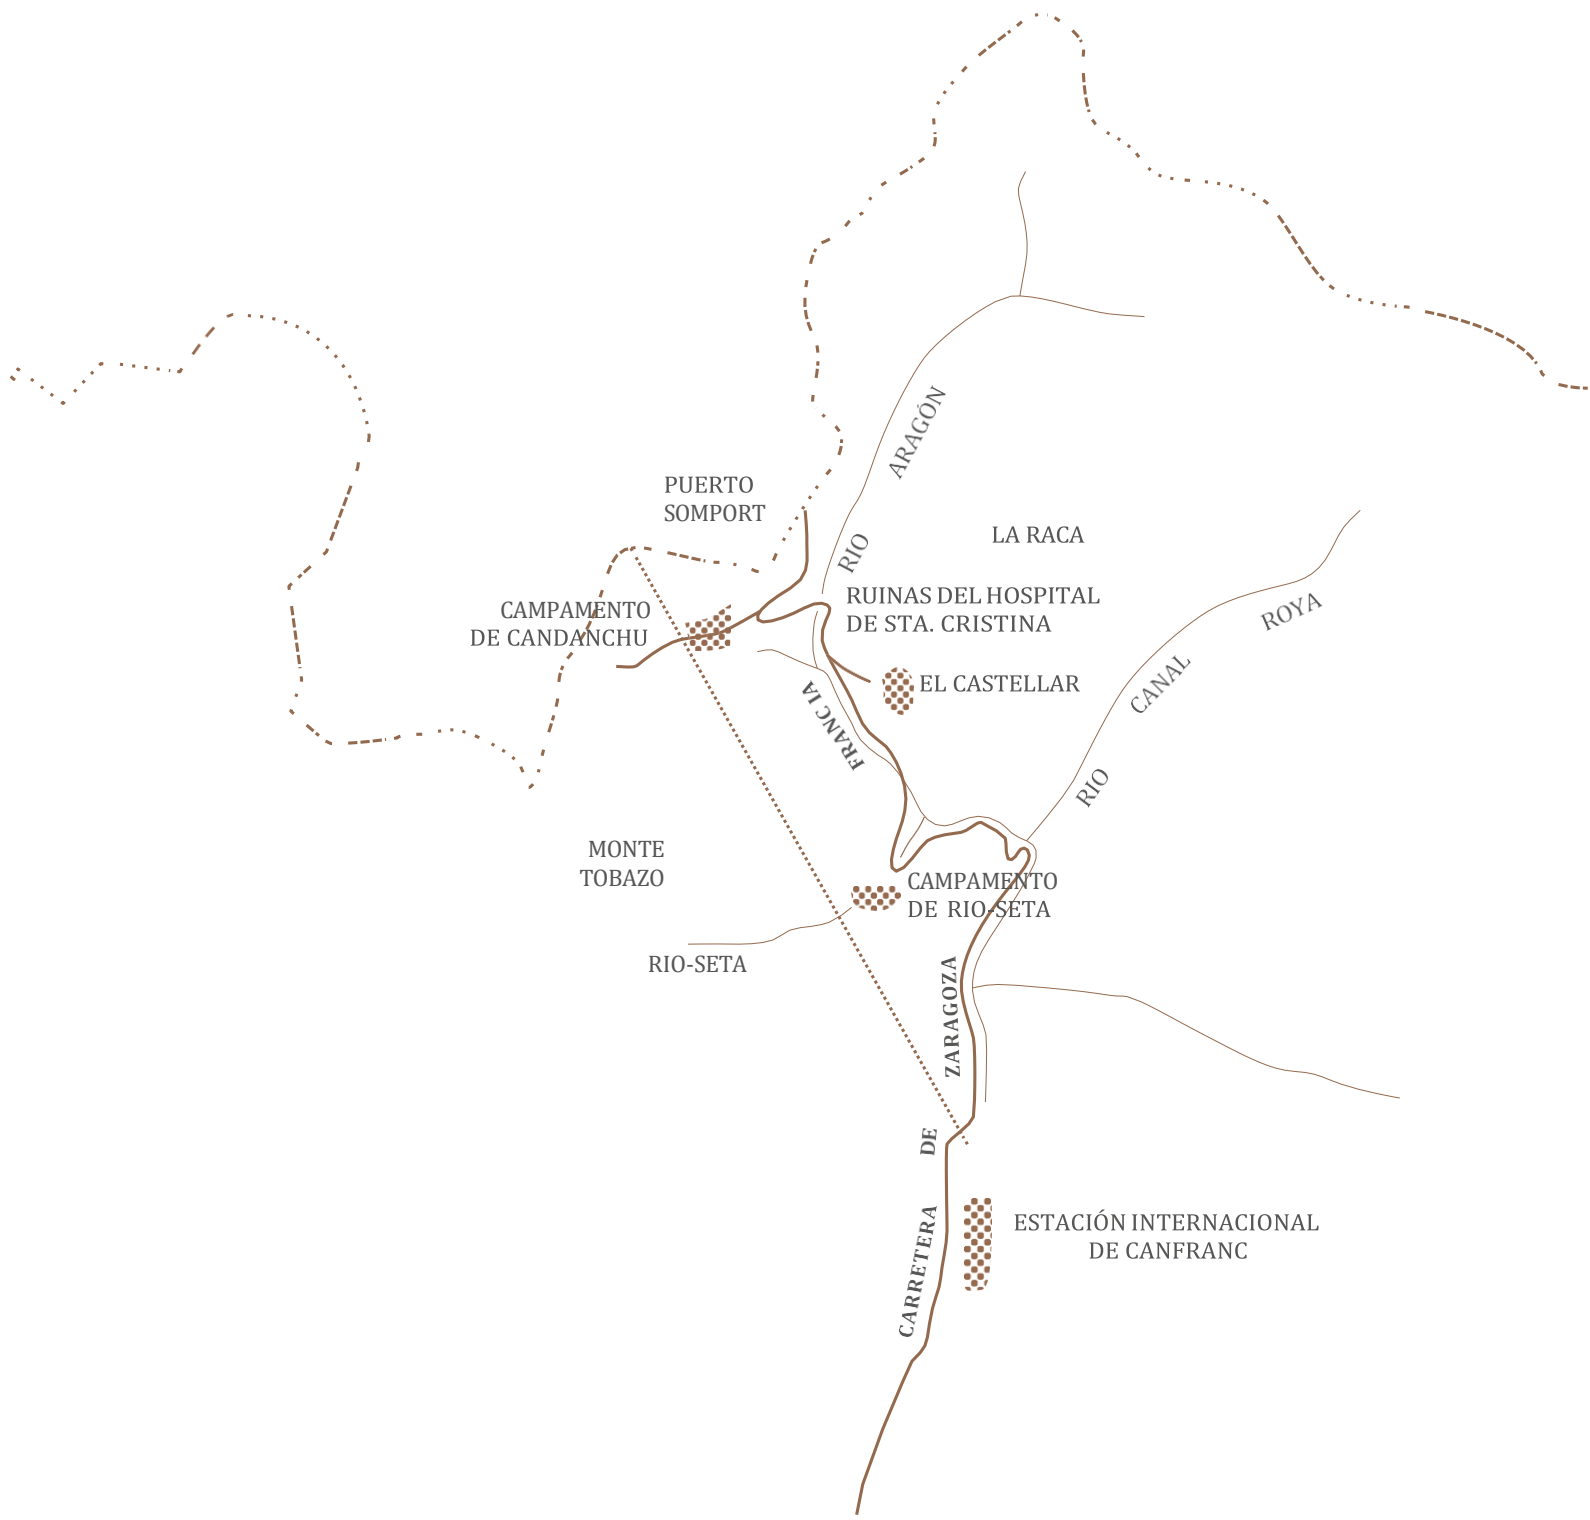 ARAGÓN
RIO
PUERTO
SOMPORT
LA RACA
CAMPAMENTO
DE CANDANCHU
RUINAS DEL HOSPITAL
DE STA. CRISTINA
ROYA
CANAL
RIO
EL CASTELLAR
FRANCIA
MONTE
TOBAZO
CAMPAMENTO
DE RIO-SETA
RIO-SETA
ZARAGOZA
DE
CARRETERA
ESTACIÓN INTERNACIONAL
DE CANFRANC